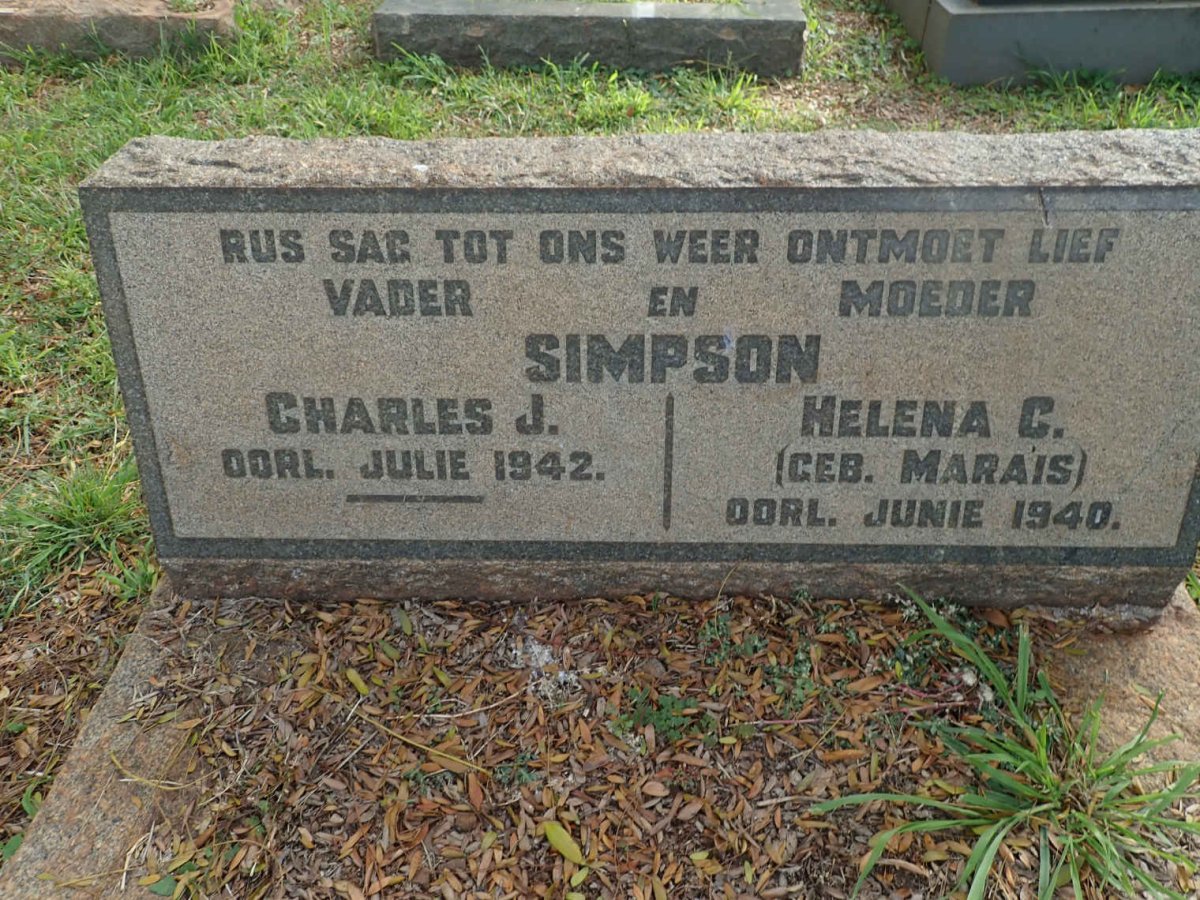 RUS SAG TOT ONS WEER ONTMOET LIEF
VADER EN MOEDER
SIMPSON
CHARLES J.
OORL. JULIE 1942.
HELENA C.
(GEB. MARAIS)
OORL. JUNIE 1940.